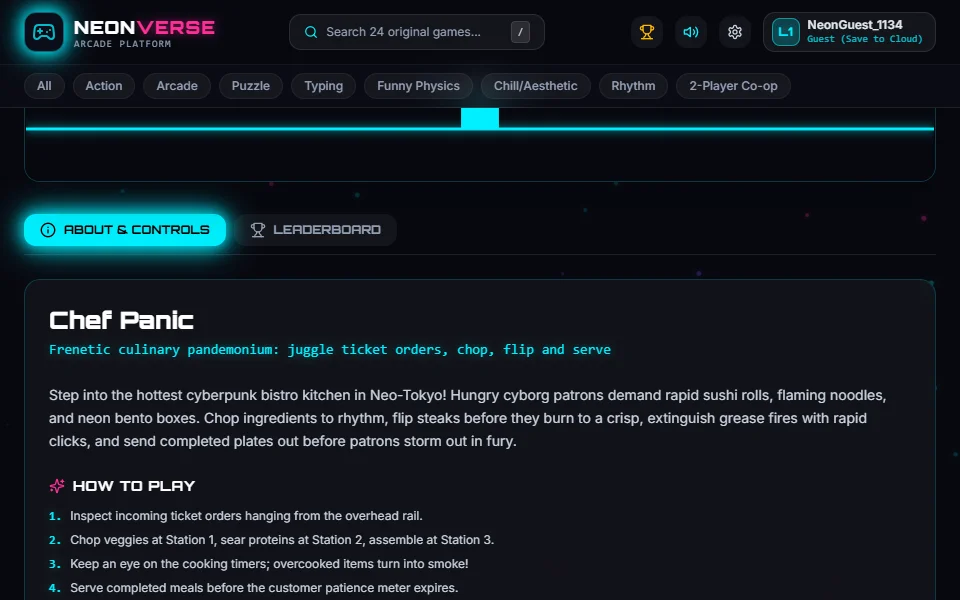 NEONVERSE
ARCADE PLATFORM
Search 24 original games...
/
L1
NeonGuest_1134
Guest (Save to Cloud)
All
Action
Arcade
Puzzle
Typing
Funny Physics
Chill/Aesthetic
Rhythm
2-Player Co-op
ABOUT & CONTROLS
LEADERBOARD
Chef Panic
Frenetic culinary pandemonium: juggle ticket orders, chop, flip and serve
Step into the hottest cyberpunk bistro kitchen in Neo-Tokyo! Hungry cyborg patrons demand rapid sushi rolls, flaming noodles,
and neon bento boxes. Chop ingredients to rhythm, flip steaks before they burn to a crisp, extinguish grease fires with rapid
clicks, and send completed plates out before patrons storm out in fury.
HOW TO PLAY
1. Inspect incoming ticket orders hanging from the overhead rail.
2. Chop veggies at Station 1, sear proteins at Station 2, assemble at Station 3.
3. Keep an eye on the cooking timers; overcooked items turn into smoke!
4. Serve completed meals before the customer patience meter expires.